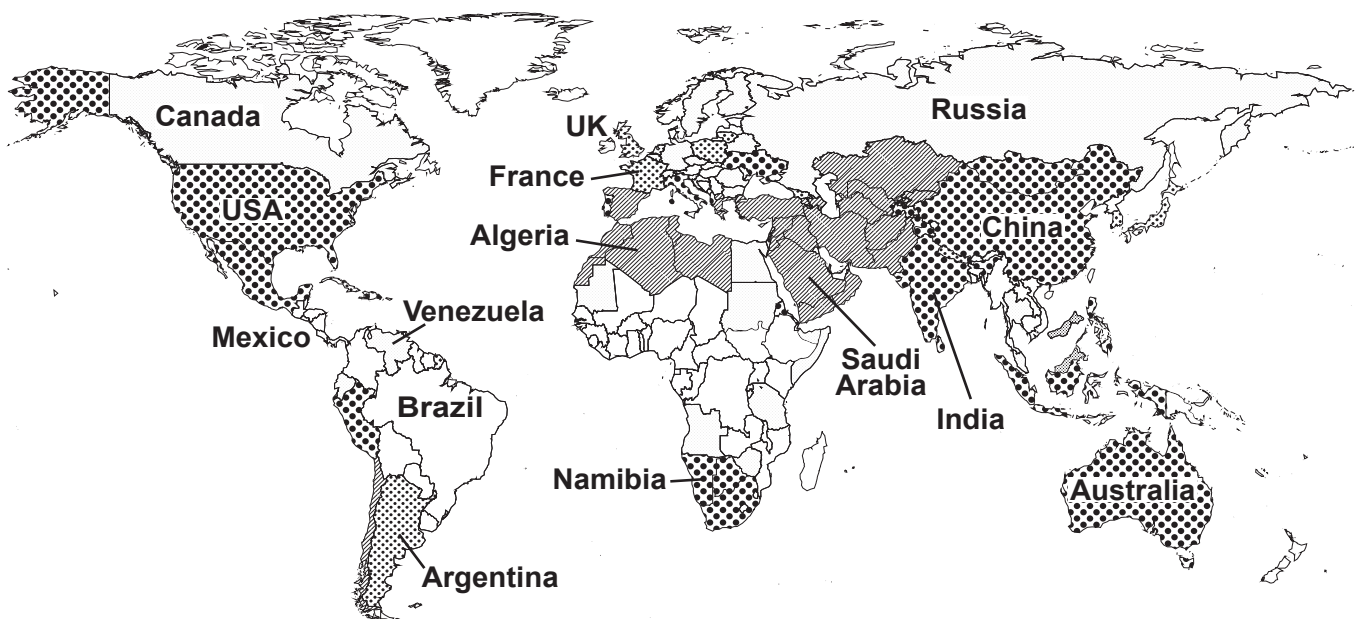 Canada
Russia
UK
France
USA
China
Algeria
Venezuela
Mexico
Saudi
Arabia
Brazil
India
Namibia
Australia
Argentina